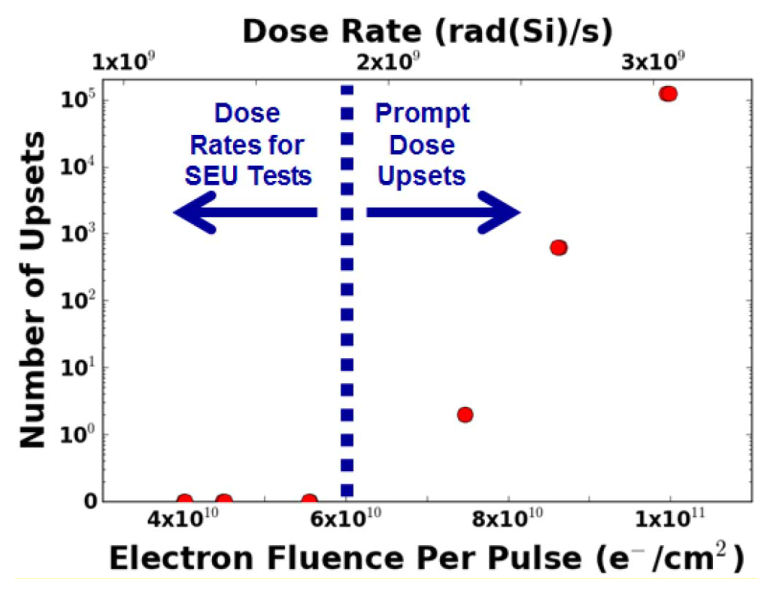 Dose Rate (rad(Si)/s)
1x10⁹ 2x10⁹ 3x10⁹
Number of Upsets
10⁵
10⁴
10³
10²
10¹
10⁰
0
Dose
Rates for
SEU Tests
Prompt
Dose
Upsets
4x10¹⁰ 6x10¹⁰ 8x10¹⁰ 1x10¹¹
Electron Fluence Per Pulse (e⁻/cm²)